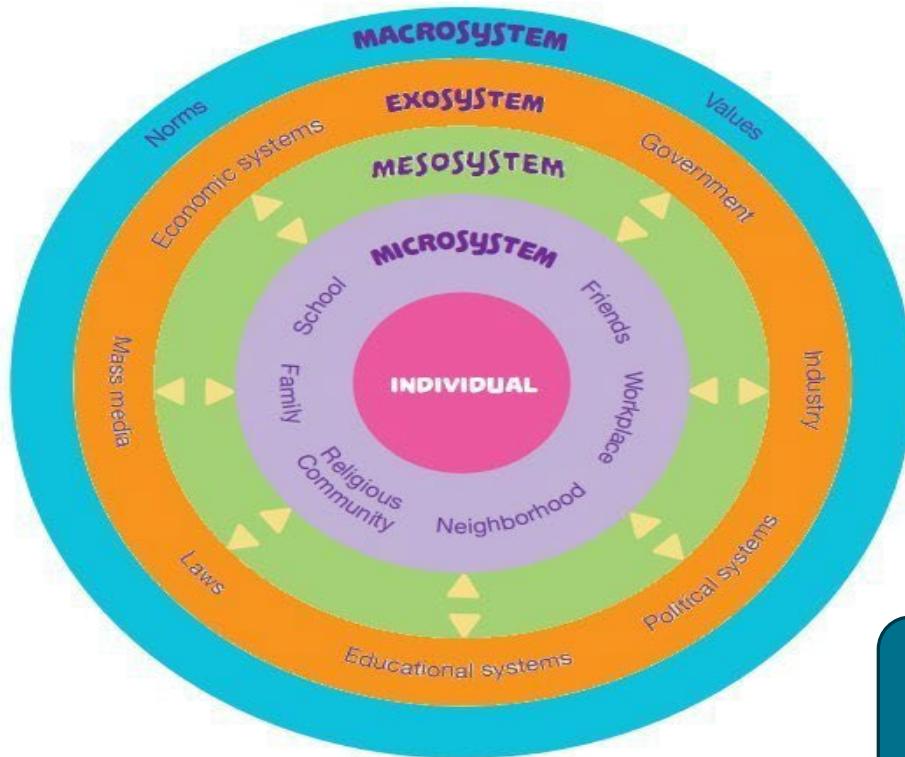 MACROSYSTEM
Norms
Values
EXOSYSTEM
Economic systems
Government
MESOSYSTEM
MICROSYSTEM
School
Friends
INDIVIDUAL
Family
Workplace
Mass media
Industry
Religious
Community
Neighborhood
Laws
Political systems
Educational systems